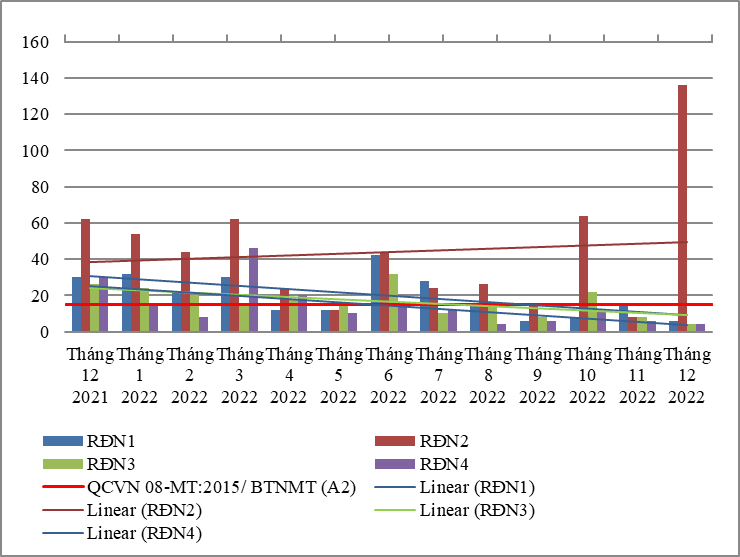 160
140
120
100
80
60
40
20
0
Tháng Tháng Tháng Tháng Tháng Tháng Tháng Tháng Tháng Tháng Tháng Tháng Tháng
12 1 2 3 4 5 6 7 8 9 10 11 12
2021 2022 2022 2022 2022 2022 2022 2022 2022 2022 2022 2022 2022
RĐN1 RĐN2
RĐN3 RĐN4
QCVN 08-MT:2015/ BTNMT (A2) Linear (RĐN1)
Linear (RĐN2) Linear (RĐN3)
Linear (RĐN4)